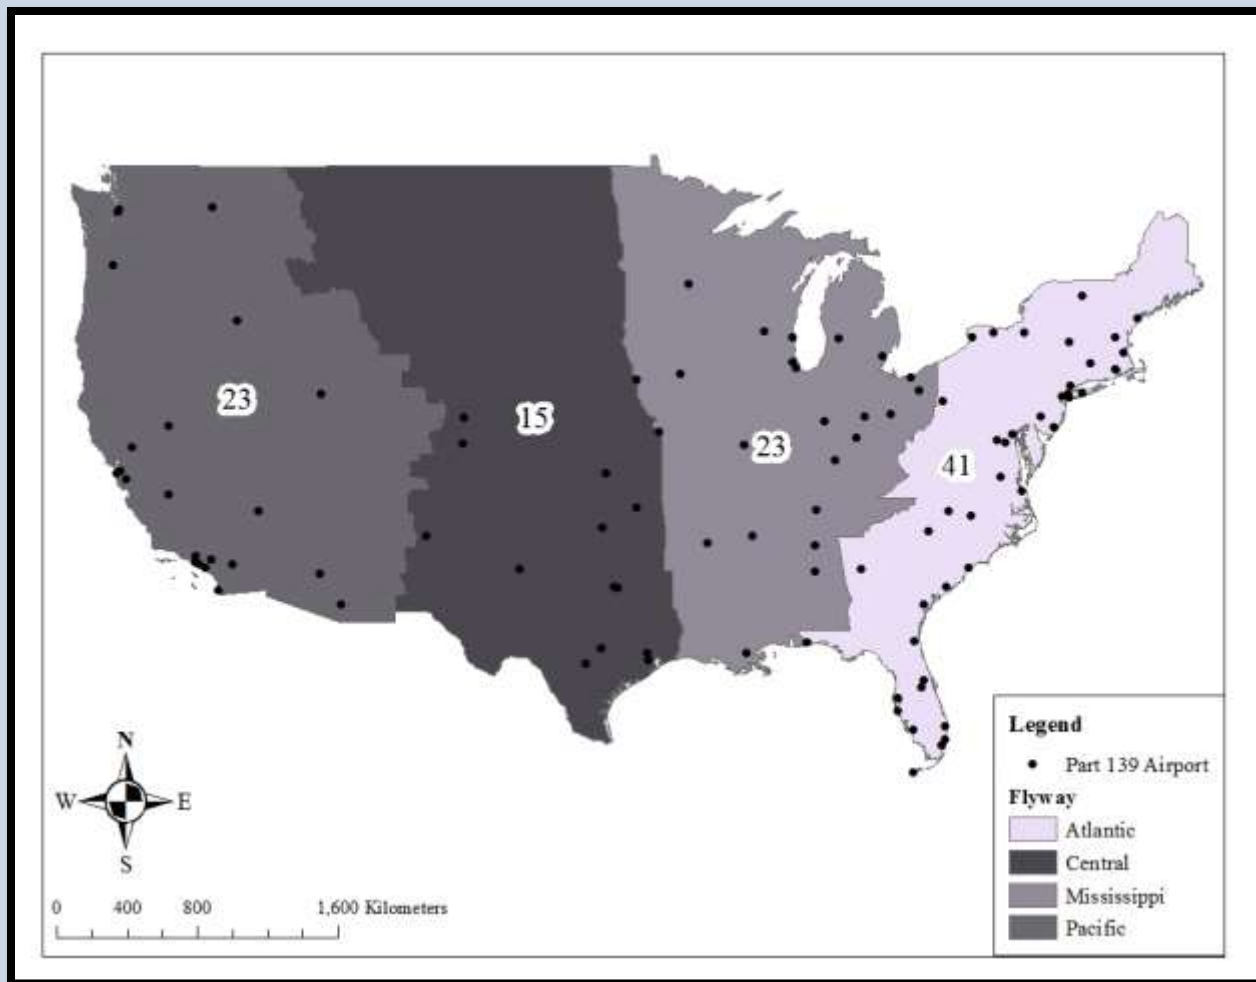 23
15
23
41
N
W E
S
0 400 800 1,600 Kilometers
Legend
Part 139 Airport
Flyway
Atlantic
Central
Mississippi
Pacific